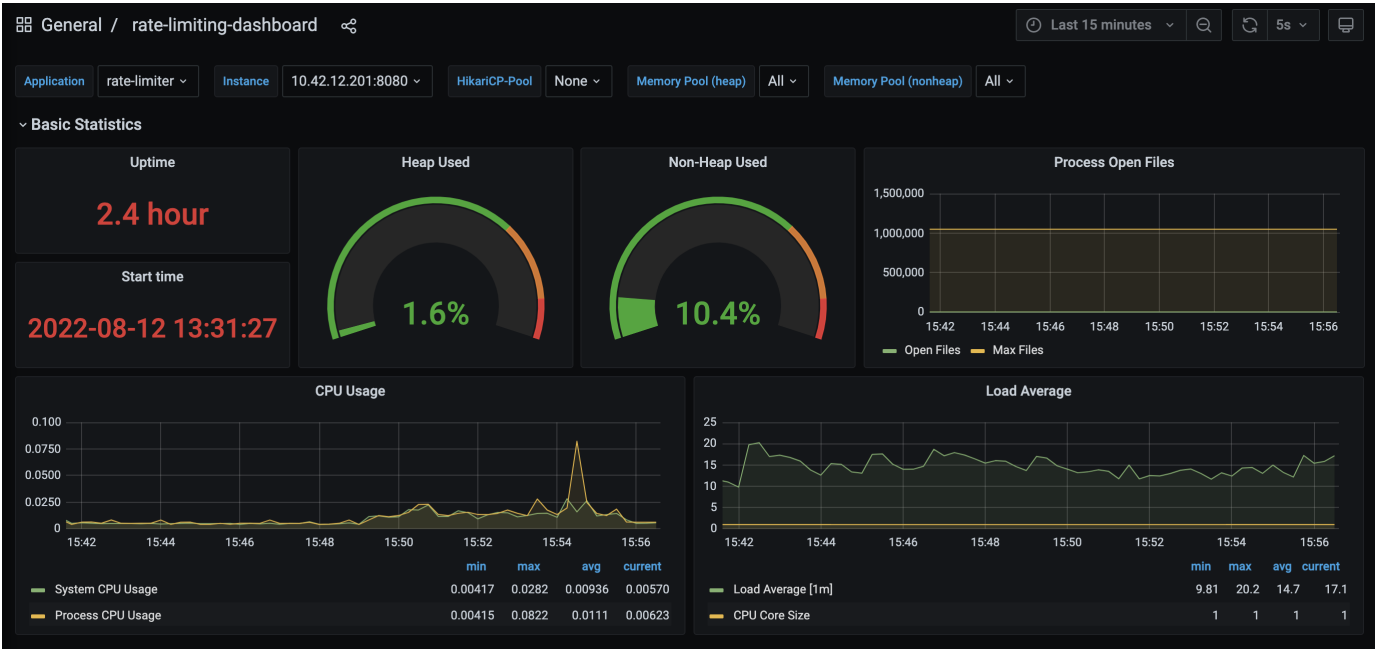 General / rate-limiting-dashboard
Last 15 minutes 5s
Application rate-limiter Instance 10.42.12.201:8080 HikariCP-Pool None Memory Pool (heap) All Memory Pool (nonheap) All
Basic Statistics
Uptime
2.4 hour
Start time
2022-08-12 13:31:27
Heap Used
1.6%
Non-Heap Used
10.4%
Process Open Files
1,500,000
1,000,000
500,000
0
15:42 15:44 15:46 15:48 15:50 15:52 15:54 15:56
Open Files Max Files
CPU Usage
0.100
0.0750
0.0500
0.0250
0
15:42 15:44 15:46 15:48 15:50 15:52 15:54 15:56
min max avg current
System CPU Usage 0.00417 0.0282 0.00936 0.00570
Process CPU Usage 0.00415 0.0822 0.0111 0.00623
Load Average
25
20
15
10
5
0
15:42 15:44 15:46 15:48 15:50 15:52 15:54 15:56
min max avg current
Load Average [1m] 9.81 20.2 14.7 17.1
CPU Core Size 1 1 1 1